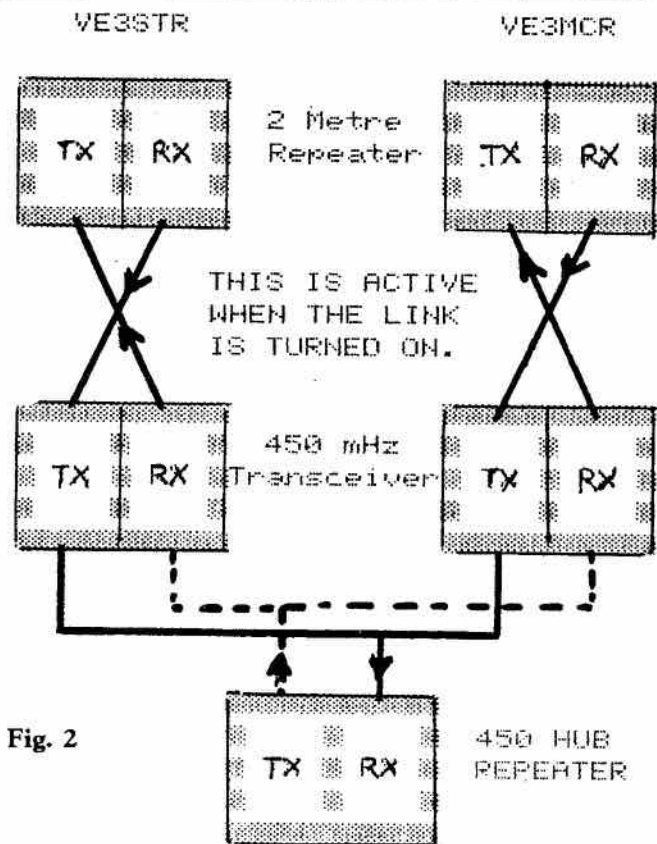 VE3STR
VE3MCR
TX RX
2 Metre
Repeater
TX RX
THIS IS ACTIVE
WHEN THE LINK
IS TURNED ON.
TX RX
450 mHz
Transceiver
TX RX
Fig. 2
TX RX
450 HUB
REPEATER